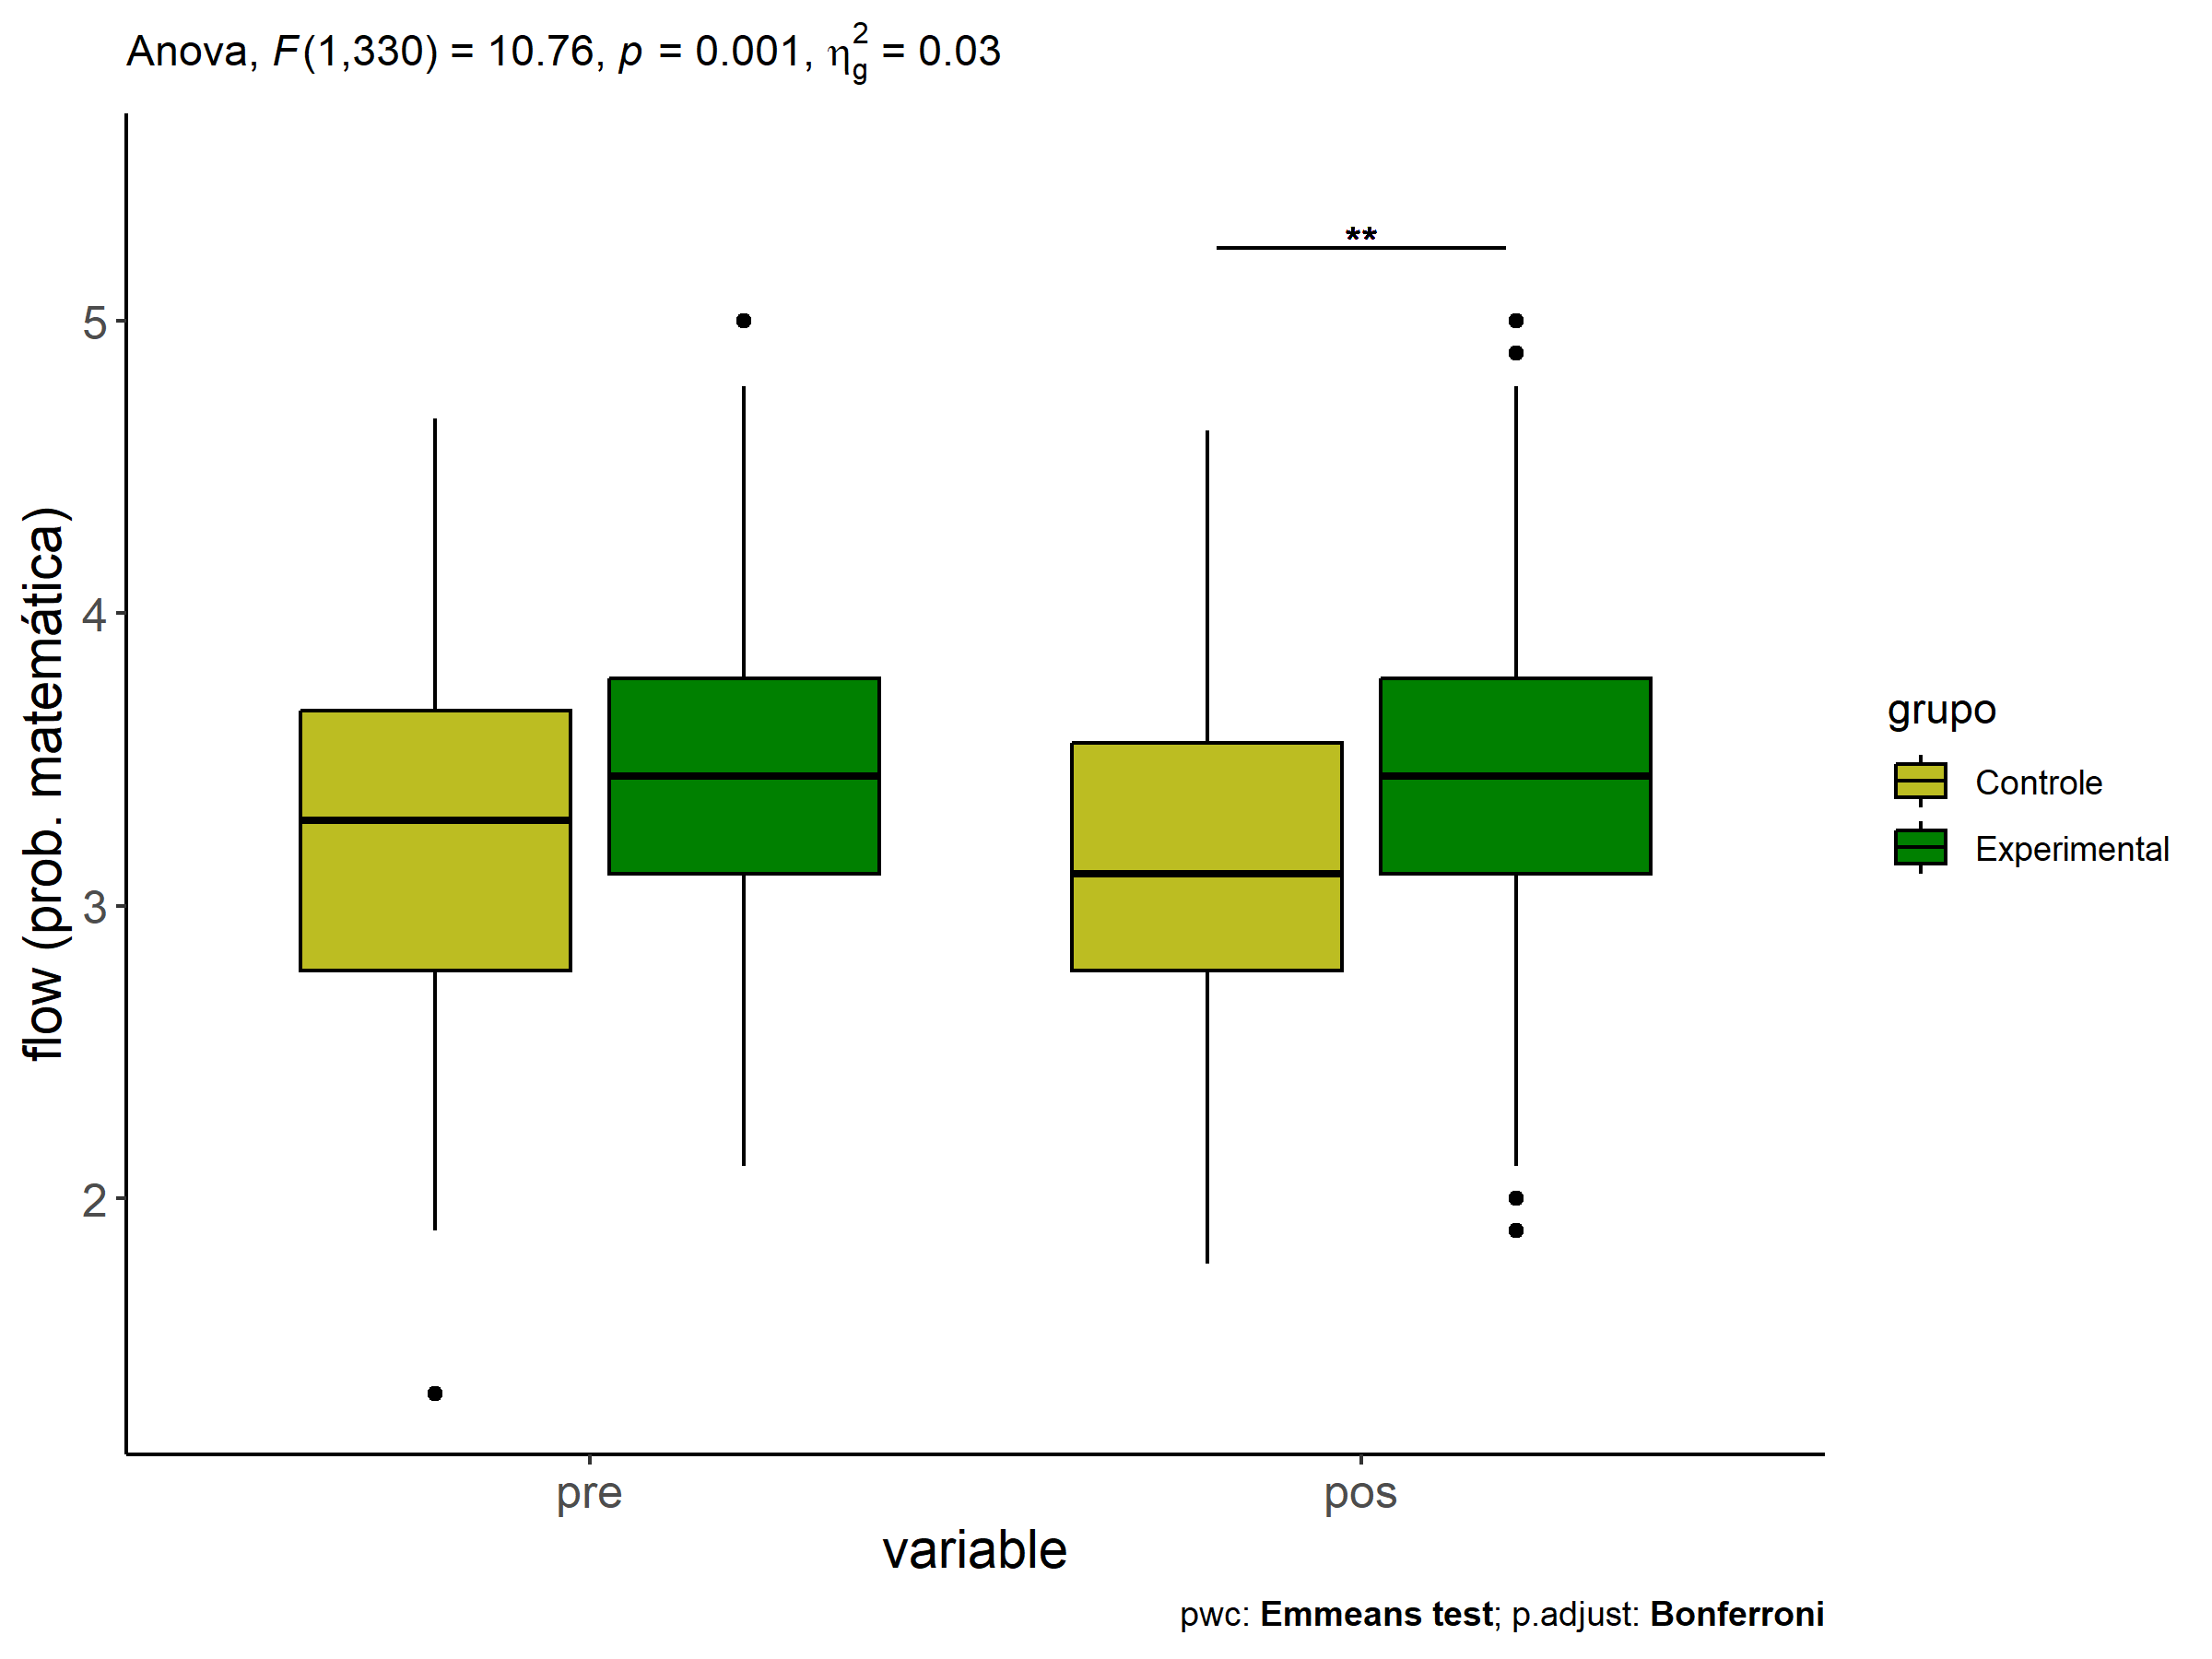 Anova, F(1,330) = 10.76, p = 0.001, η²g = 0.03
**
5
4
3
2
flow (prob. matemática)
pre
pos
variable
grupo
Controle
Experimental
pwc: Emmeans test; p.adjust: Bonferroni